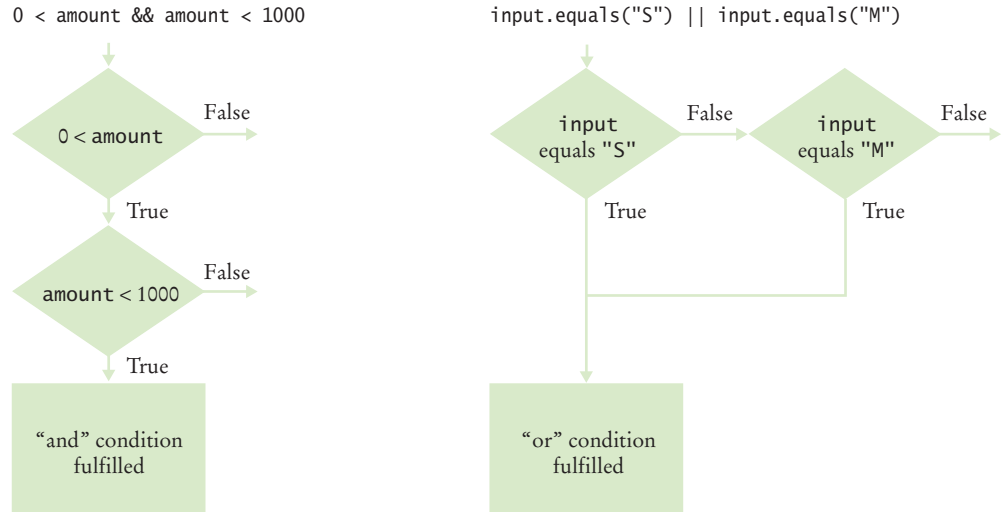 0 < amount && amount < 1000
0 < amount
False
True
amount < 1000
False
True
“and” condition
fulfilled
input.equals("S") || input.equals("M")
input
equals "S"
False
True
input
equals "M"
False
True
“or” condition
fulfilled